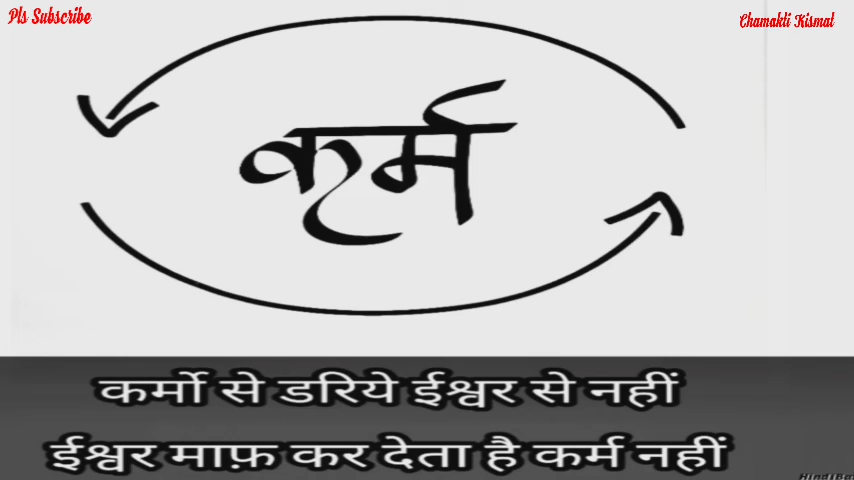 Pls Subscribe
Chamakti Kismat
कर्म
कर्मो से डरिये ईश्वर से नहीं
ईश्वर माफ़ कर देता है कर्म नहीं